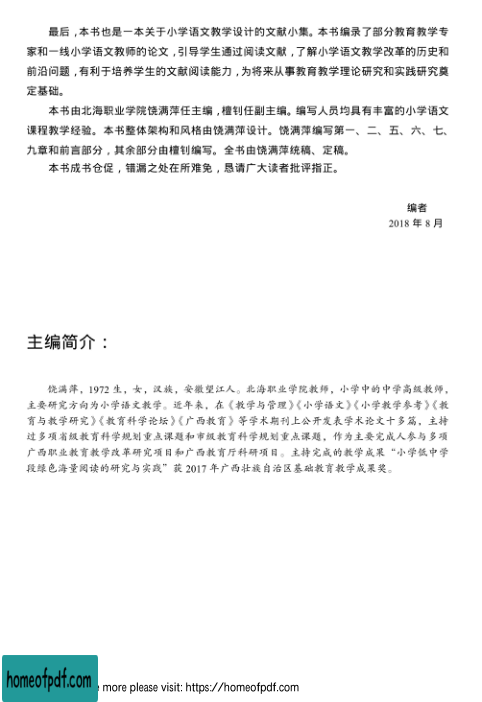 最后，本书也是一本关于小学语文教学设计的文献小集。本书编录了部分教育教学专
家和一线小学语文教师的论文，引导学生通过阅读文献，了解小学语文教学改革的历史和
前沿问题，有利于培养学生的文献阅读能力，为将来从事教育教学理论研究和实践研究奠
定基础。
本书由北海职业学院饶满萍任主编，檀钊任副主编。编写人员均具有丰富的小学语文
课程教学经验。本书整体架构和风格由饶满萍设计。饶满萍编写第一、二、五、六、七、
九章和前言部分，其余部分由檀钊编写。全书由饶满萍统稿、定稿。
本书成书仓促，错漏之处在所难免，恳请广大读者批评指正。
编者
2018 年 8 月
主编简介：
饶满萍，1972 生，女，汉族，安徽望江人。北海职业学院教师，小学中的中学高级教师，
主要研究方向为小学语文教学。近年来，在《教学与管理》《小学语文》《小学教学参考》《教
育与教学研究》《教育科学论坛》《广西教育》等学术期刊上公开发表学术论文十多篇，主持
过多项省级教育科学规划重点课题和市级教育科学规划重点课题，作为主要完成人参与多项
广西职业教育教学改革研究项目和广西教育厅科研项目。主持完成的教学成果“小学低中学
段绿色海量阅读的研究与实践”获 2017 年广西壮族自治区基础教育教学成果奖。
homeofpdf.com
more please visit: https://homeofpdf.com